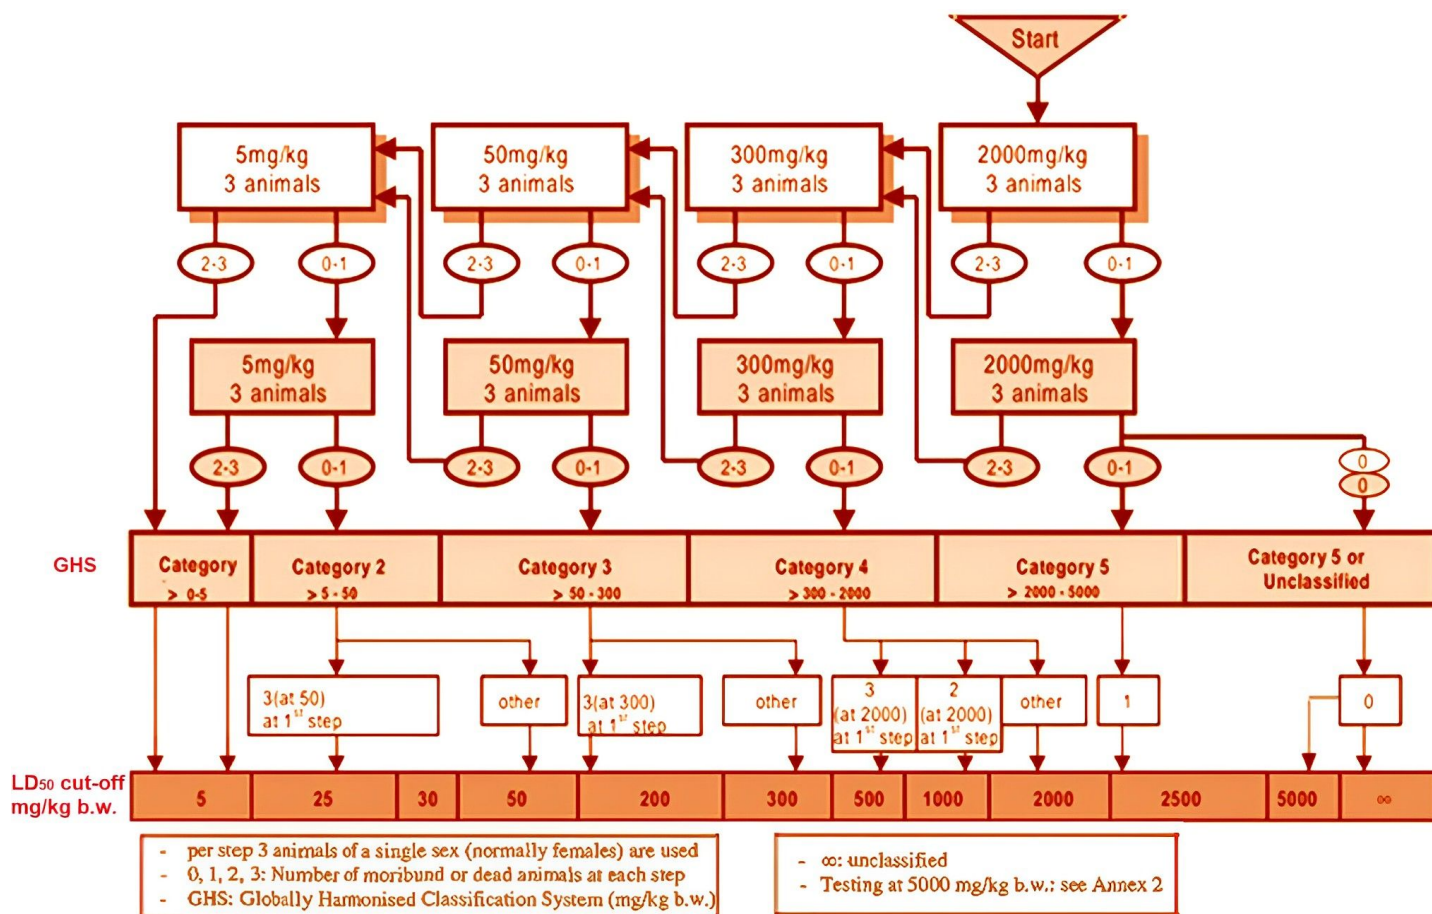 Start
5mg/kg
3 animals
50mg/kg
3 animals
300mg/kg
3 animals
2000mg/kg
3 animals
2-3
0-1
2-3
0-1
2-3
0-1
2-3
0-1
5mg/kg
3 animals
50mg/kg
3 animals
300mg/kg
3 animals
2000mg/kg
3 animals
2-3
0-1
2-3
0-1
2-3
0-1
2-3
0-1
0
0
GHS
Category
> 0-5
Category 2
> 5 - 50
Category 3
> 50 - 300
Category 4
> 300 - 2000
Category 5
> 2000 - 5000
Category 5 or
Unclassified
3(at 50)
at 1st step
other
3(at 300)
at 1st step
other
3
(at 2000)
at 1st step
2
(at 2000)
at 1st step
other
1
0
LD50 cut-off
mg/kg b.w.
5
25
30
50
200
300
500
1000
2000
2500
5000
∞
- per step 3 animals of a single sex (normally females) are used
- 0, 1, 2, 3: Number of moribund or dead animals at each step
- GHS: Globally Harmonised Classification System (mg/kg b.w.)
- ∞: unclassified
- Testing at 5000 mg/kg b.w.: see Annex 2